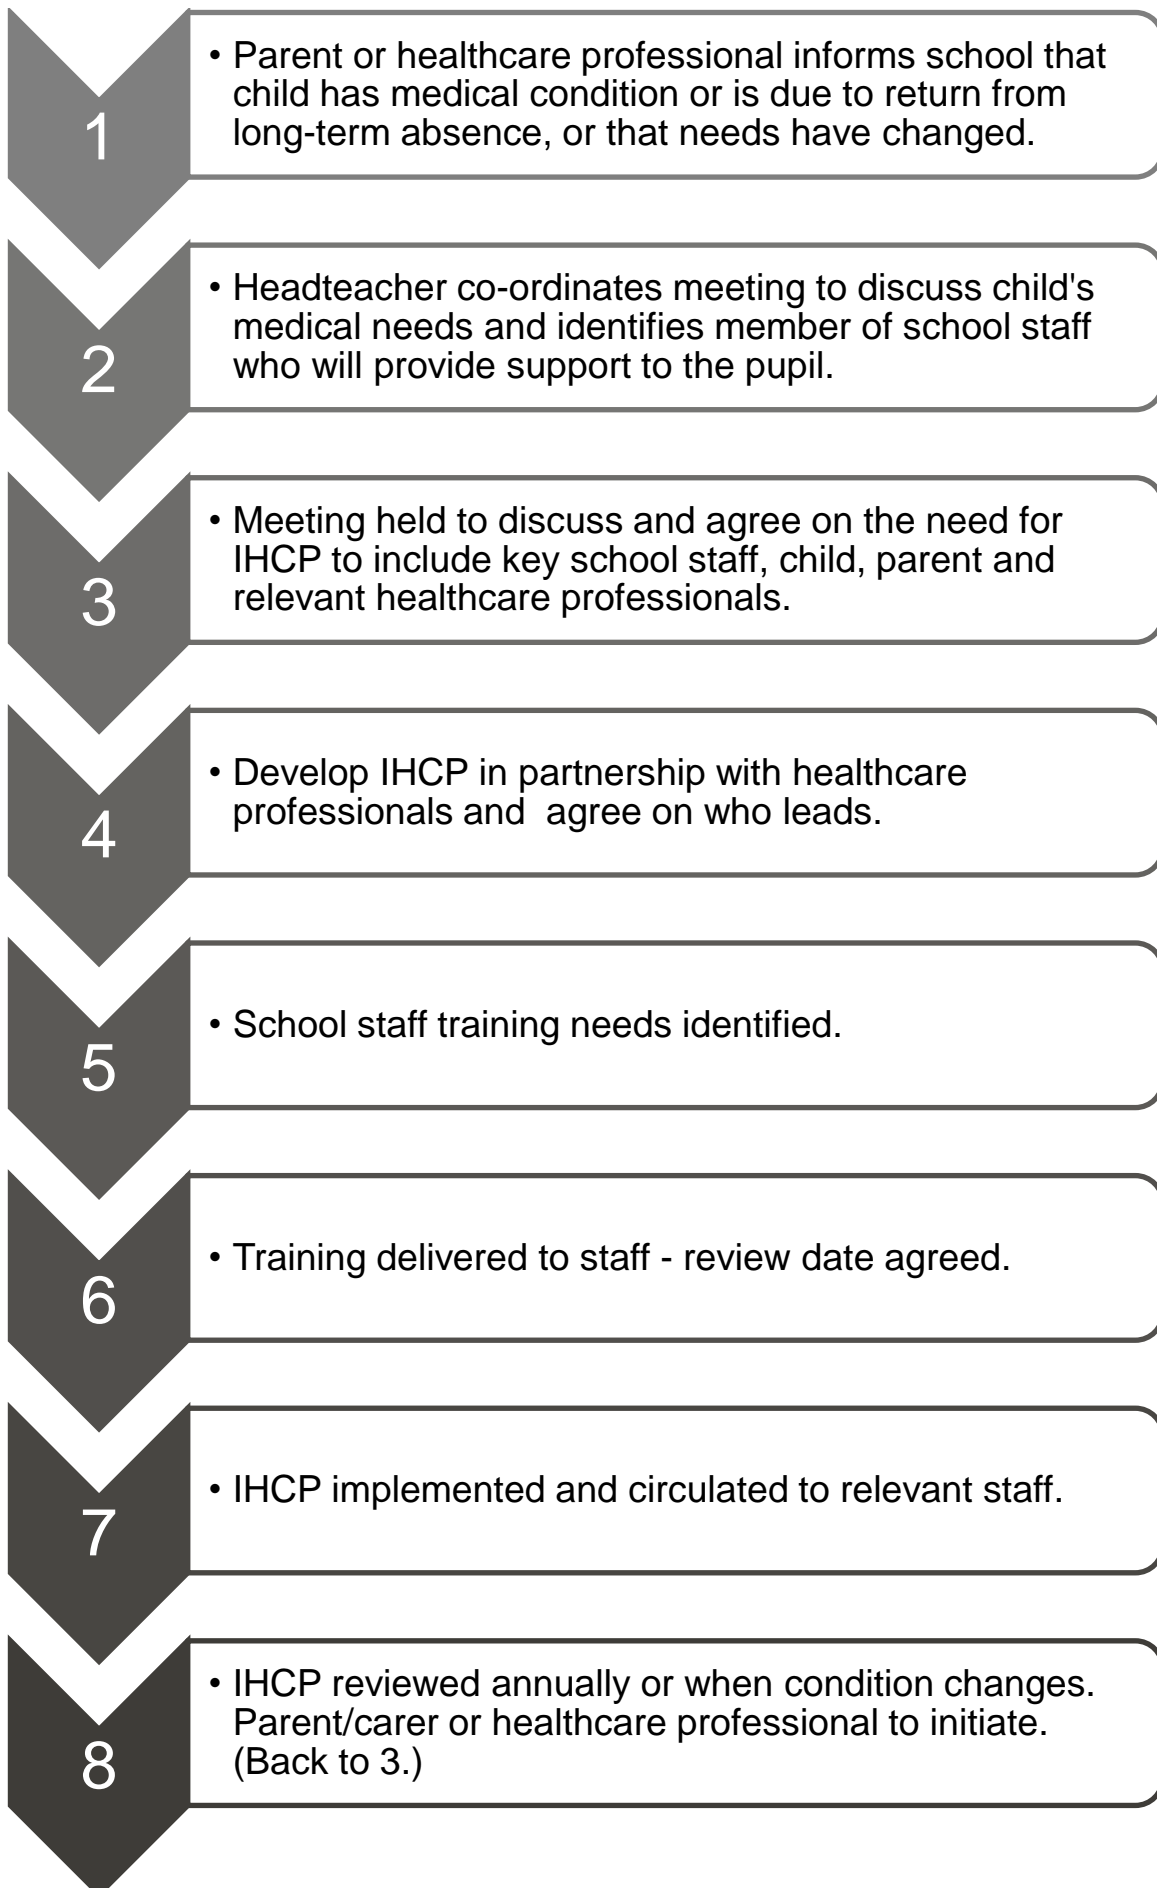 1
• Parent or healthcare professional informs school that
child has medical condition or is due to return from
long-term absence, or that needs have changed.
2
• Headteacher co-ordinates meeting to discuss child's
medical needs and identifies member of school staff
who will provide support to the pupil.
3
• Meeting held to discuss and agree on the need for
IHCP to include key school staff, child, parent and
relevant healthcare professionals.
4
• Develop IHCP in partnership with healthcare
professionals and  agree on who leads.
5
• School staff training needs identified.
6
• Training delivered to staff - review date agreed.
7
• IHCP implemented and circulated to relevant staff.
8
• IHCP reviewed annually or when condition changes.
Parent/carer or healthcare professional to initiate.
(Back to 3.)